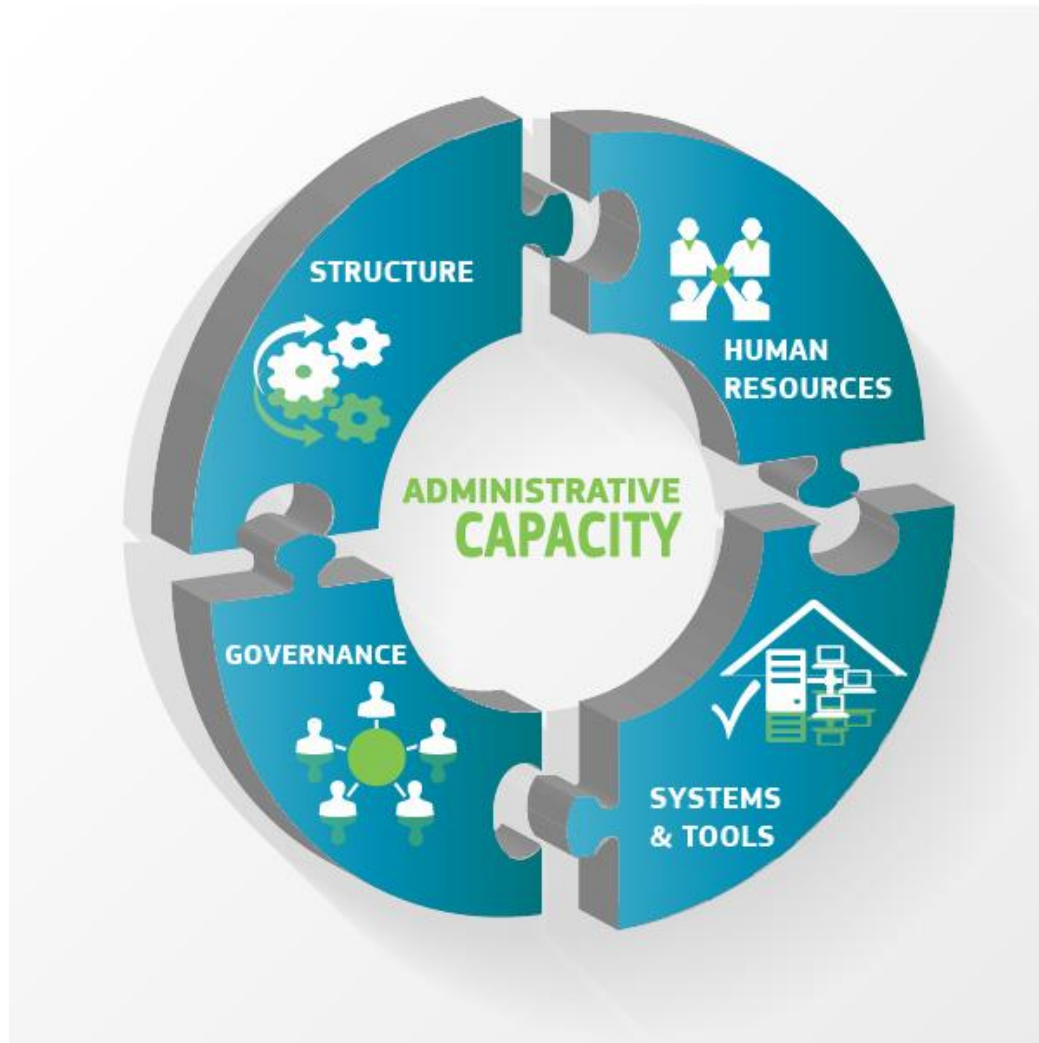 STRUCTURE
HUMAN
RESOURCES
ADMINISTRATIVE
CAPACITY
GOVERNANCE
SYSTEMS
& TOOLS